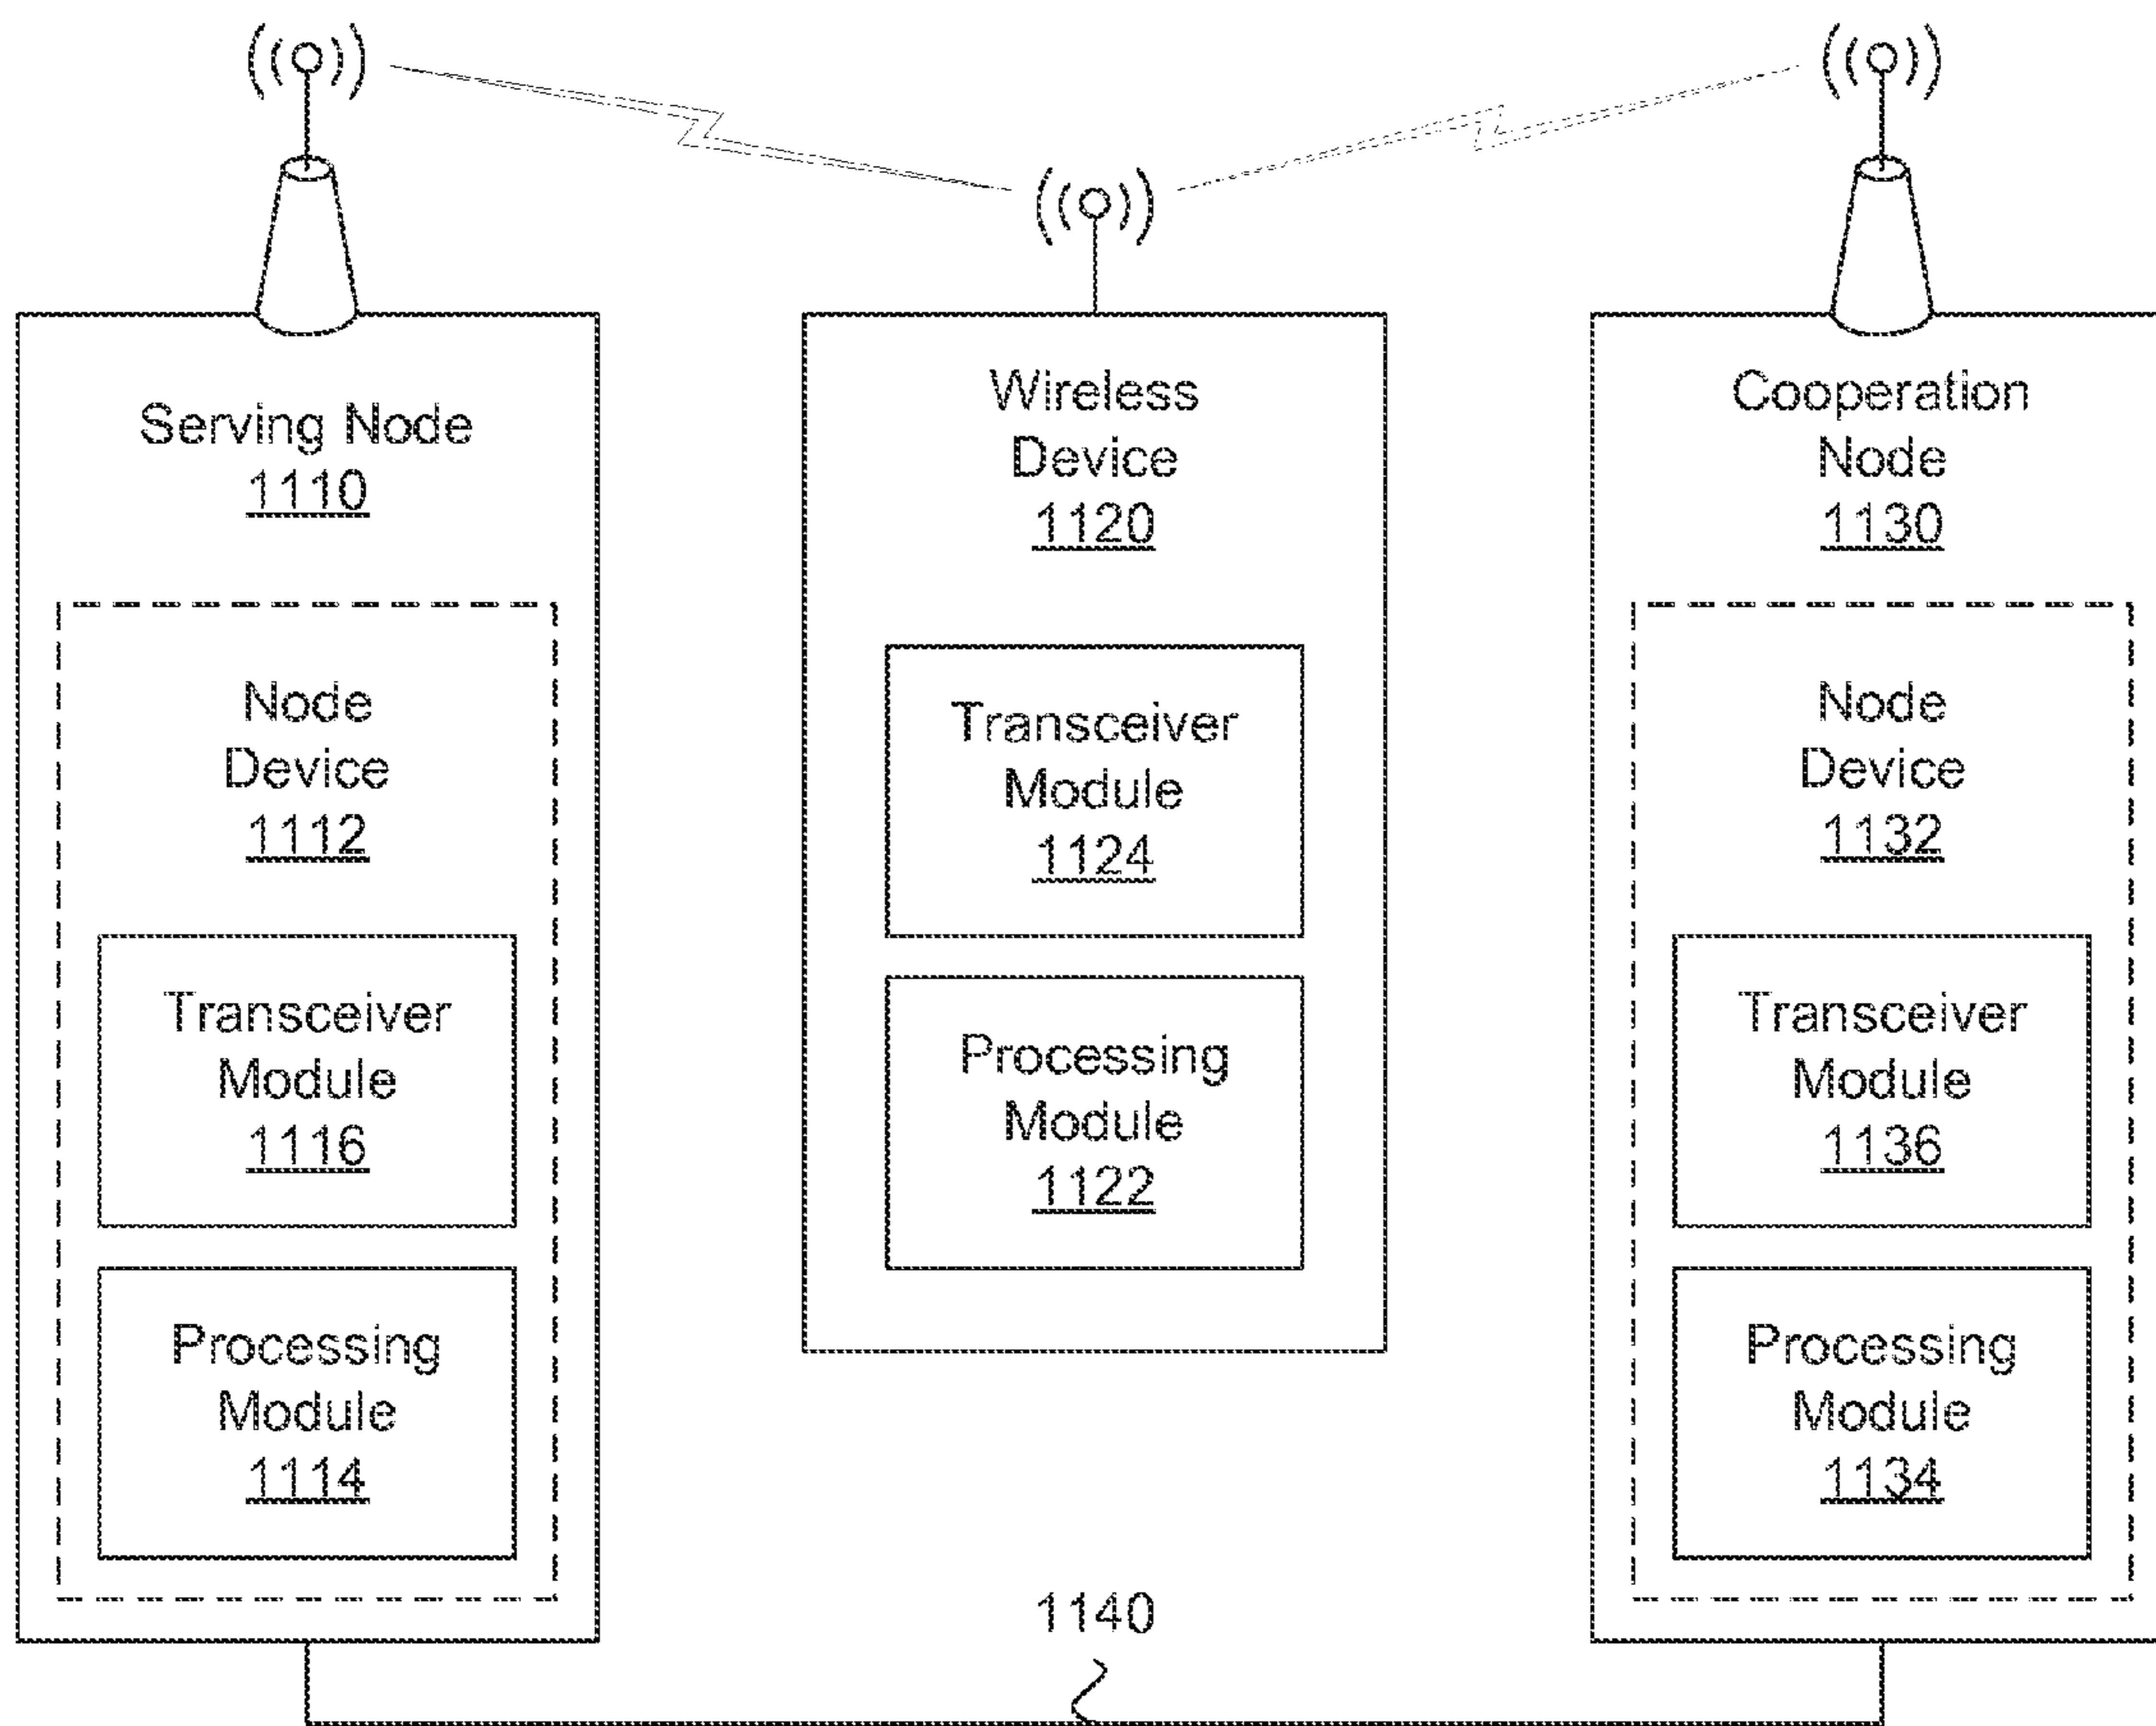 Serving Node
1110
Node
Device
1112
Transceiver
Module
1116
Processing
Module
1114
Wireless
Device
1120
Transceiver
Module
1124
Processing
Module
1122
Cooperation
Node
1130
Node
Device
1132
Transceiver
Module
1136
Processing
Module
1134
1140